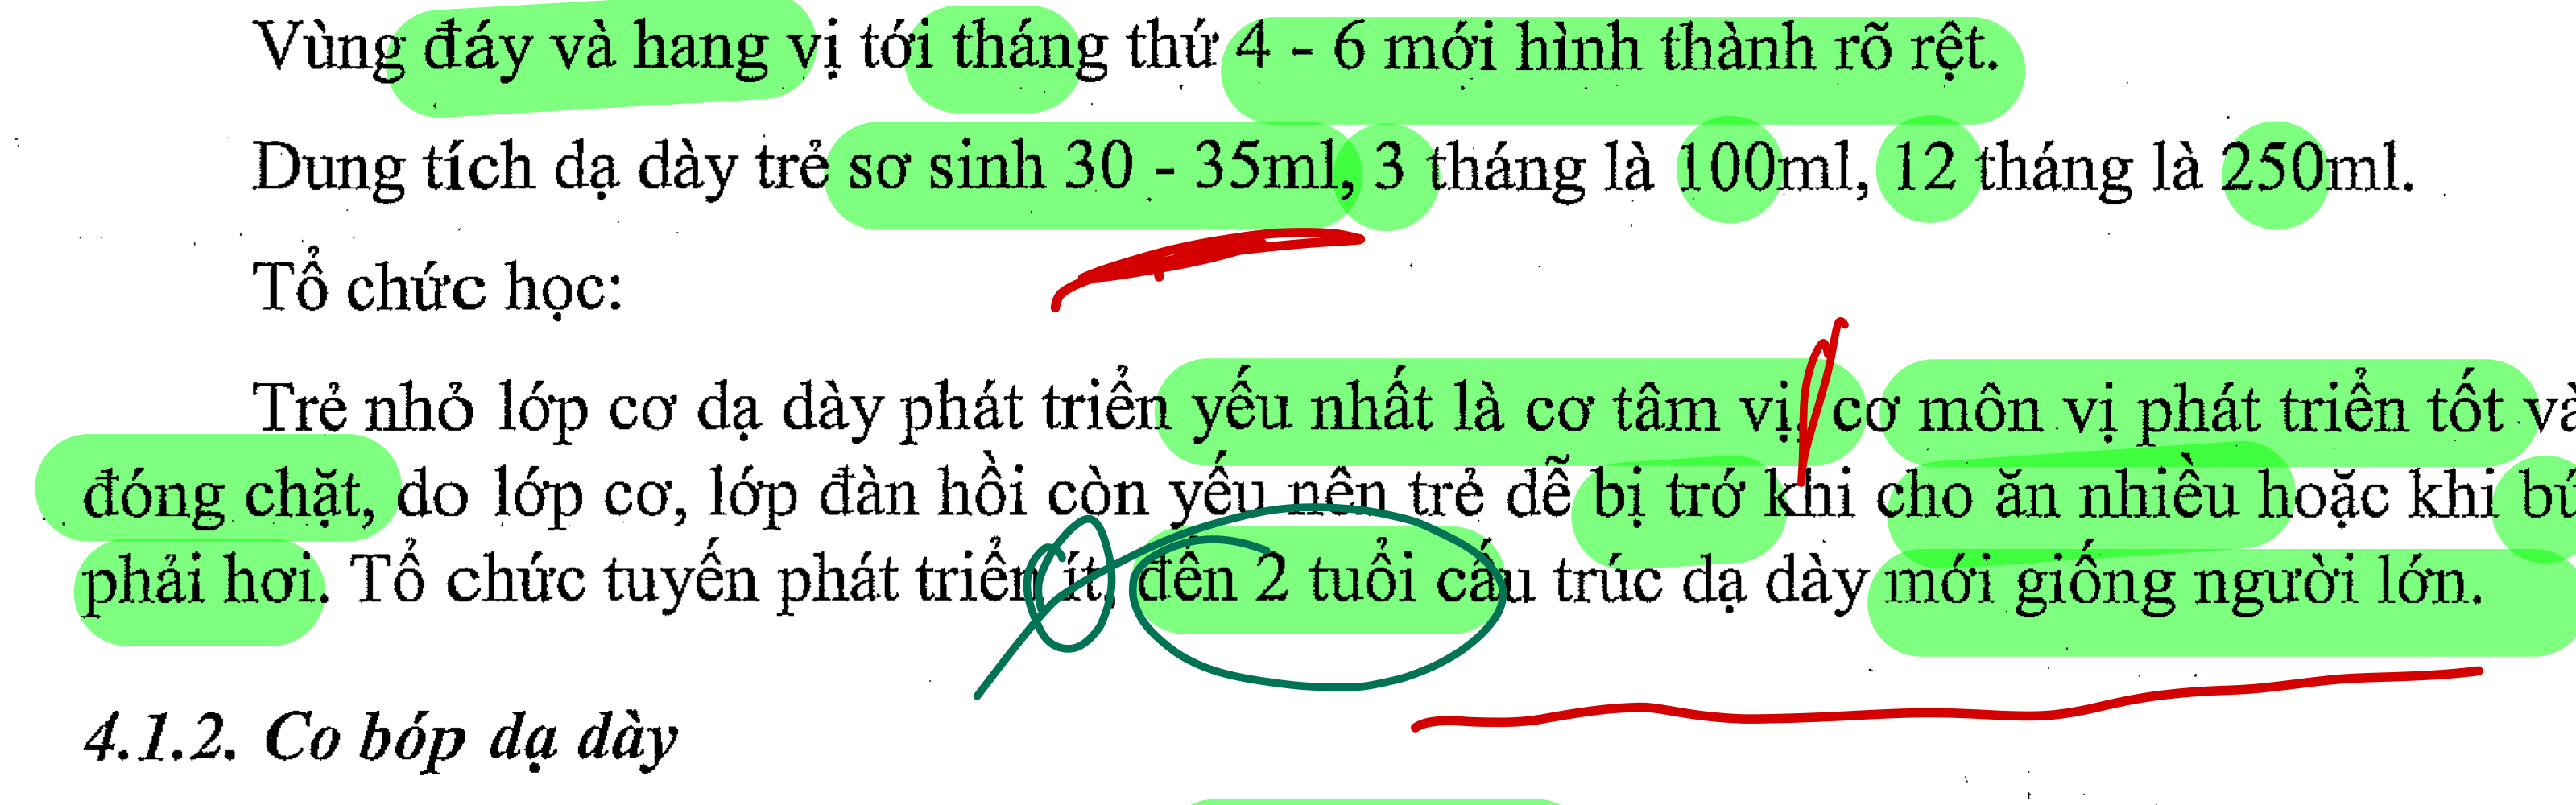 Vùng đáy và hang vị tới tháng thứ 4 - 6 mới hình thành rõ rệt.
Dung tích dạ dày trẻ sơ sinh 30 - 35ml, 3 tháng là 100ml, 12 tháng là 250ml.
Tổ chức học:
Trẻ nhỏ lớp cơ dạ dày phát triển yếu nhất là cơ tâm vị, cơ môn vị phát triển tốt và
đóng chặt, do lớp cơ, lớp đàn hồi còn yếu nên trẻ dễ bị trớ khi cho ăn nhiều hoặc khi bú
phải hơi. Tổ chức tuyến phát triển ít, đến 2 tuổi cấu trúc dạ dày mới giống người lớn.
4.1.2. Co bóp dạ dày